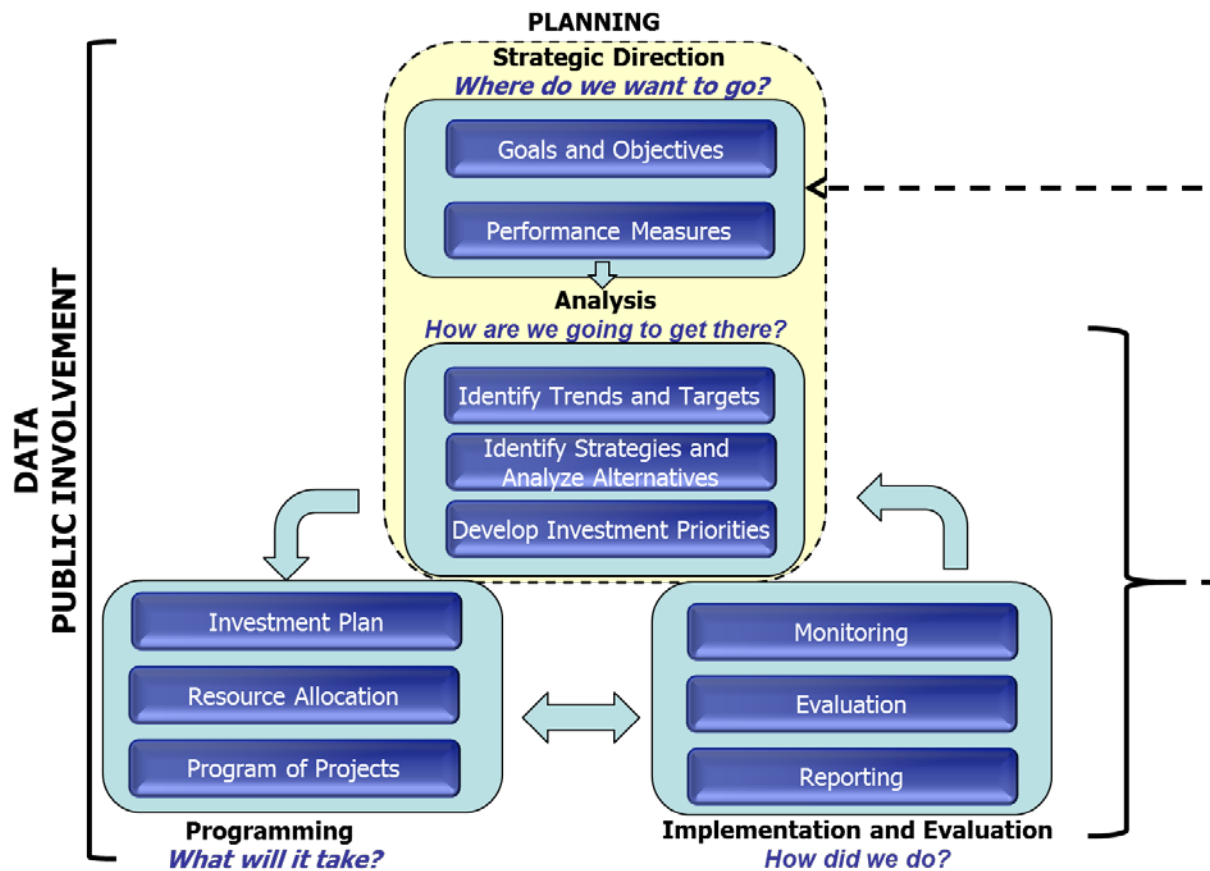 PLANNING
Strategic Direction
Where do we want to go?
Goals and Objectives
Performance Measures
Analysis
How are we going to get there?
Identify Trends and Targets
Identify Strategies and
Analyze Alternatives
Develop Investment Priorities
DATA
PUBLIC INVOLVEMENT
Investment Plan
Resource Allocation
Program of Projects
Programming
What will it take?
Monitoring
Evaluation
Reporting
Implementation and Evaluation
How did we do?